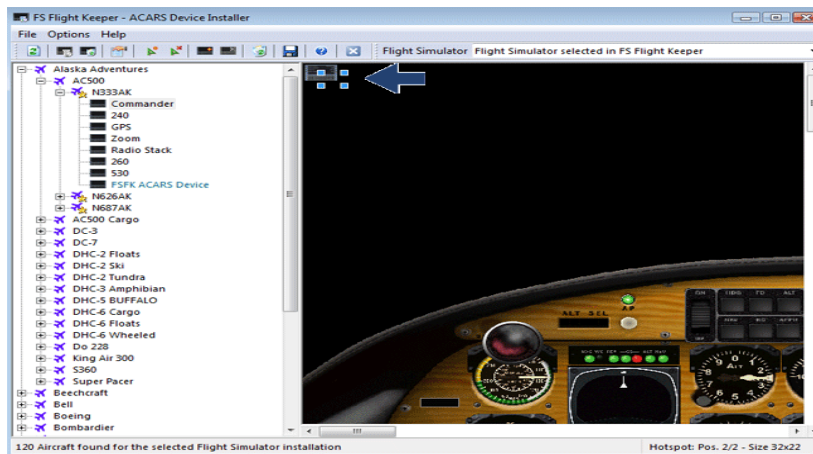 FS Flight Keeper - ACARS Device Installer
File Options Help
Flight Simulator Flight Simulator selected in FS Flight Keeper
Alaska Adventures
AC500
N333AK
Commander
240
GPS
Zoom
Radio Stack
260
530
FSFK ACARS Device
N626AK
N687AK
AC500 Cargo
DC-3
DC-7
DHC-2 Floats
DHC-2 Ski
DHC-2 Tundra
DHC-3 Amphibian
DHC-5 BUFFALO
DHC-6 Cargo
DHC-6 Floats
DHC-6 Wheeled
Do 228
King Air 300
S360
Super Pacer
Beechcraft
Bell
Boeing
Bombardier
ALT-SEL
AP
FD
ALT
ALT
120 Aircraft found for the selected Flight Simulator installation
Hotspot: Pos. 2/2 - Size 32x22